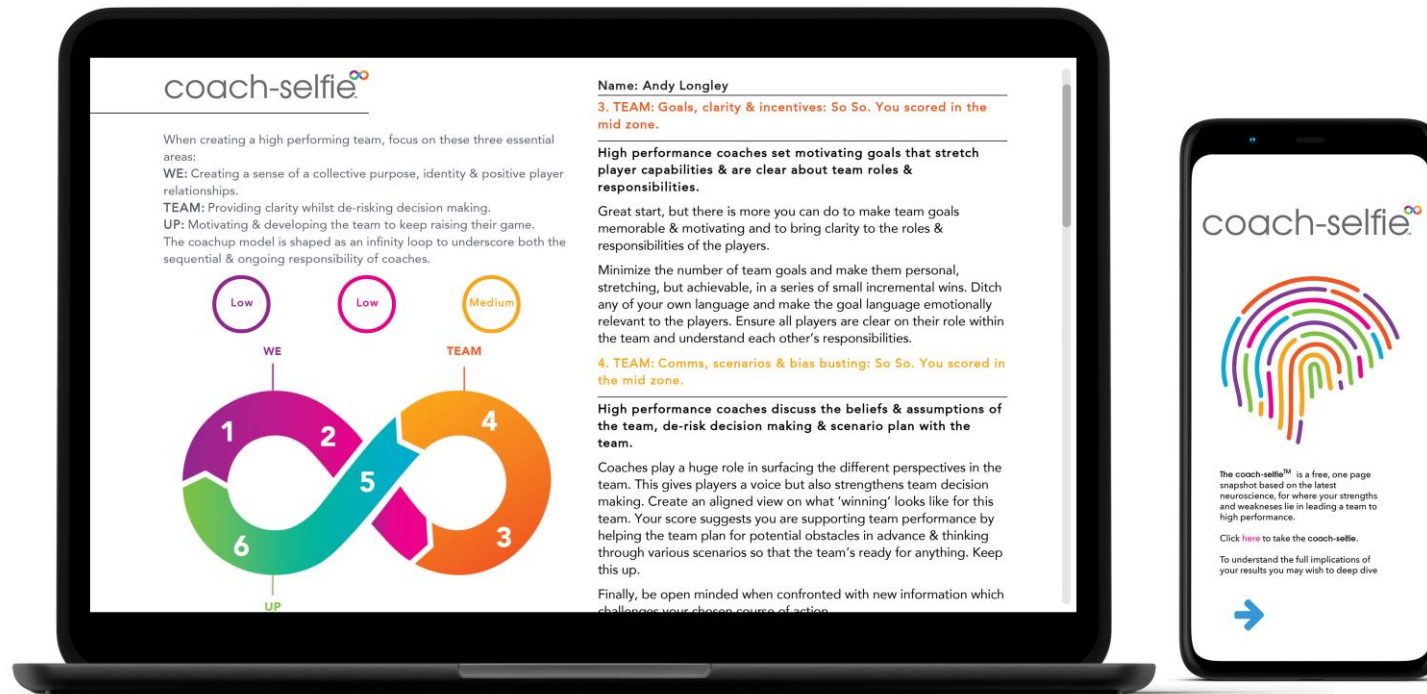 coach-selfie
When creating a high performing team, focus on these three essential
areas:
WE: Creating a sense of a collective purpose, identity & positive player
relationships.
TEAM: Providing clarity whilst de-risking decision making.
UP: Motivating & developing the team to keep raising their game.
The coachup model is shaped as an infinity loop to underscore both the
sequential & ongoing responsibility of coaches.
Low
Low
Medium
WE
TEAM
1
2
4
5
6
3
UP
Name: Andy Longley
3. TEAM: Goals, clarity & incentives: So So. You scored in the
mid zone.
High performance coaches set motivating goals that stretch
player capabilities & are clear about team roles &
responsibilities.
Great start, but there is more you can do to make team goals
memorable & motivating and to bring clarity to the roles &
responsibilities of the players.
Minimize the number of team goals and make them personal,
stretching, but achievable, in a series of small incremental wins. Ditch
any of your own language and make the goal language emotionally
relevant to the players. Ensure all players are clear on their role within
the team and understand each other's responsibilities.
4. TEAM: Comms, scenarios & bias busting: So So. You scored in
the mid zone.
High performance coaches discuss the beliefs & assumptions of
the team, de-risk decision making & scenario plan with the
team.
Coaches play a huge role in surfacing the different perspectives in the
team. This gives players a voice but also strengthens team decision
making. Create an aligned view on what 'winning' looks like for this
team. Your score suggests you are supporting team performance by
helping the team plan for potential obstacles in advance & thinking
through various scenarios so that the team's ready for anything. Keep
this up.
Finally, be open minded when confronted with new information which
challenges your chosen course of action
coach-selfie
The coach-selfie™ is a free, one page
snapshot based on the latest
neuroscience, for where your strengths
and weakneses lie in leading a team to
high performance.
Click here to take the coach-selfie.
To understand the full implications of
your results you may wish to deep dive